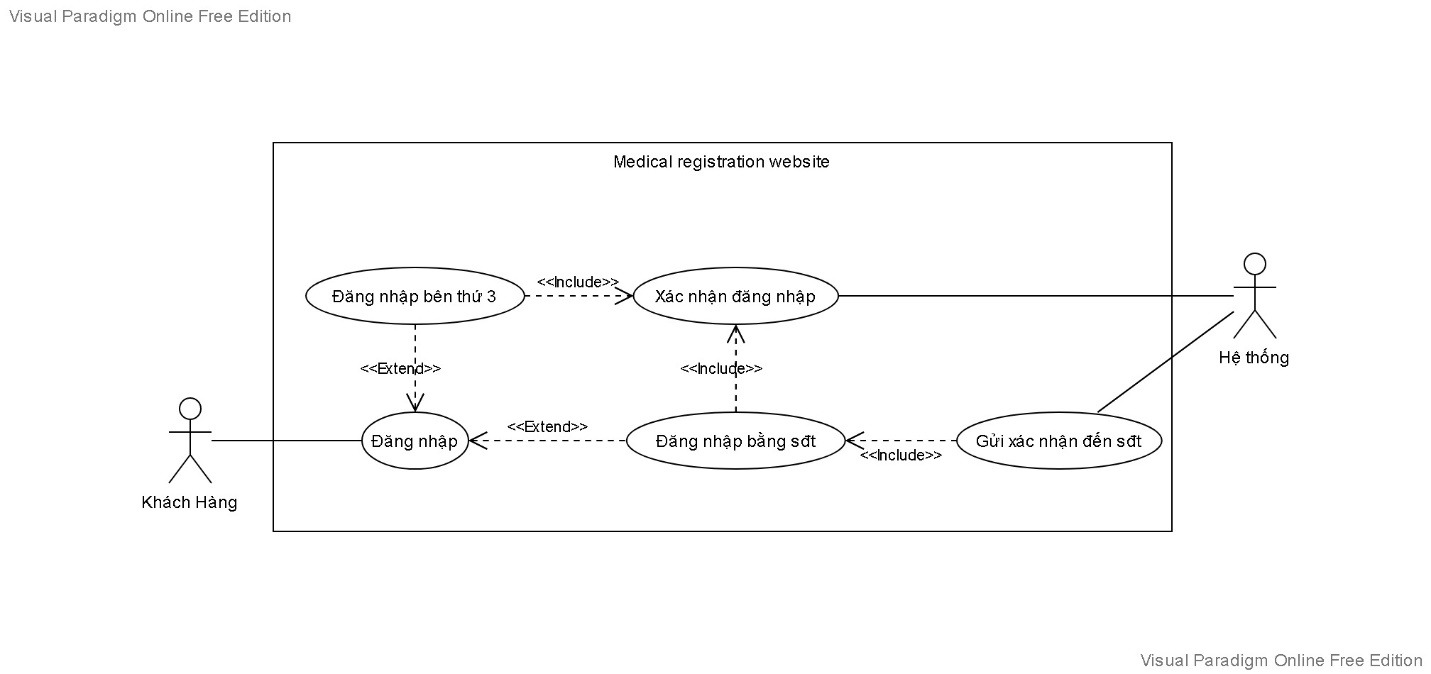 Visual Paradigm Online Free Edition
Medical registration website
<<Include>>
Đăng nhập bên thứ 3
Xác nhận đăng nhập
Hệ thống
<<Extend>>
<<Include>>
<<Extend>>
Đăng nhập
Đăng nhập bằng sđt
Gửi xác nhận đến sđt
<<Include>>
Khách Hàng
Visual Paradigm Online Free Edition